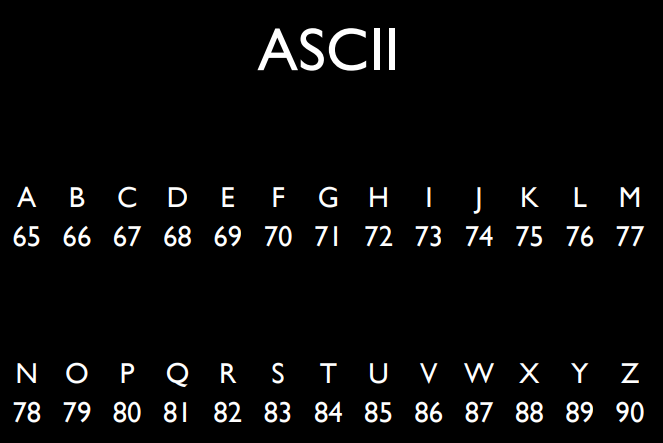 ASCII
A B C D E F G H I J K L M
65 66 67 68 69 70 71 72 73 74 75 76 77
N O P Q R S T U V W X Y Z
78 79 80 81 82 83 84 85 86 87 88 89 90